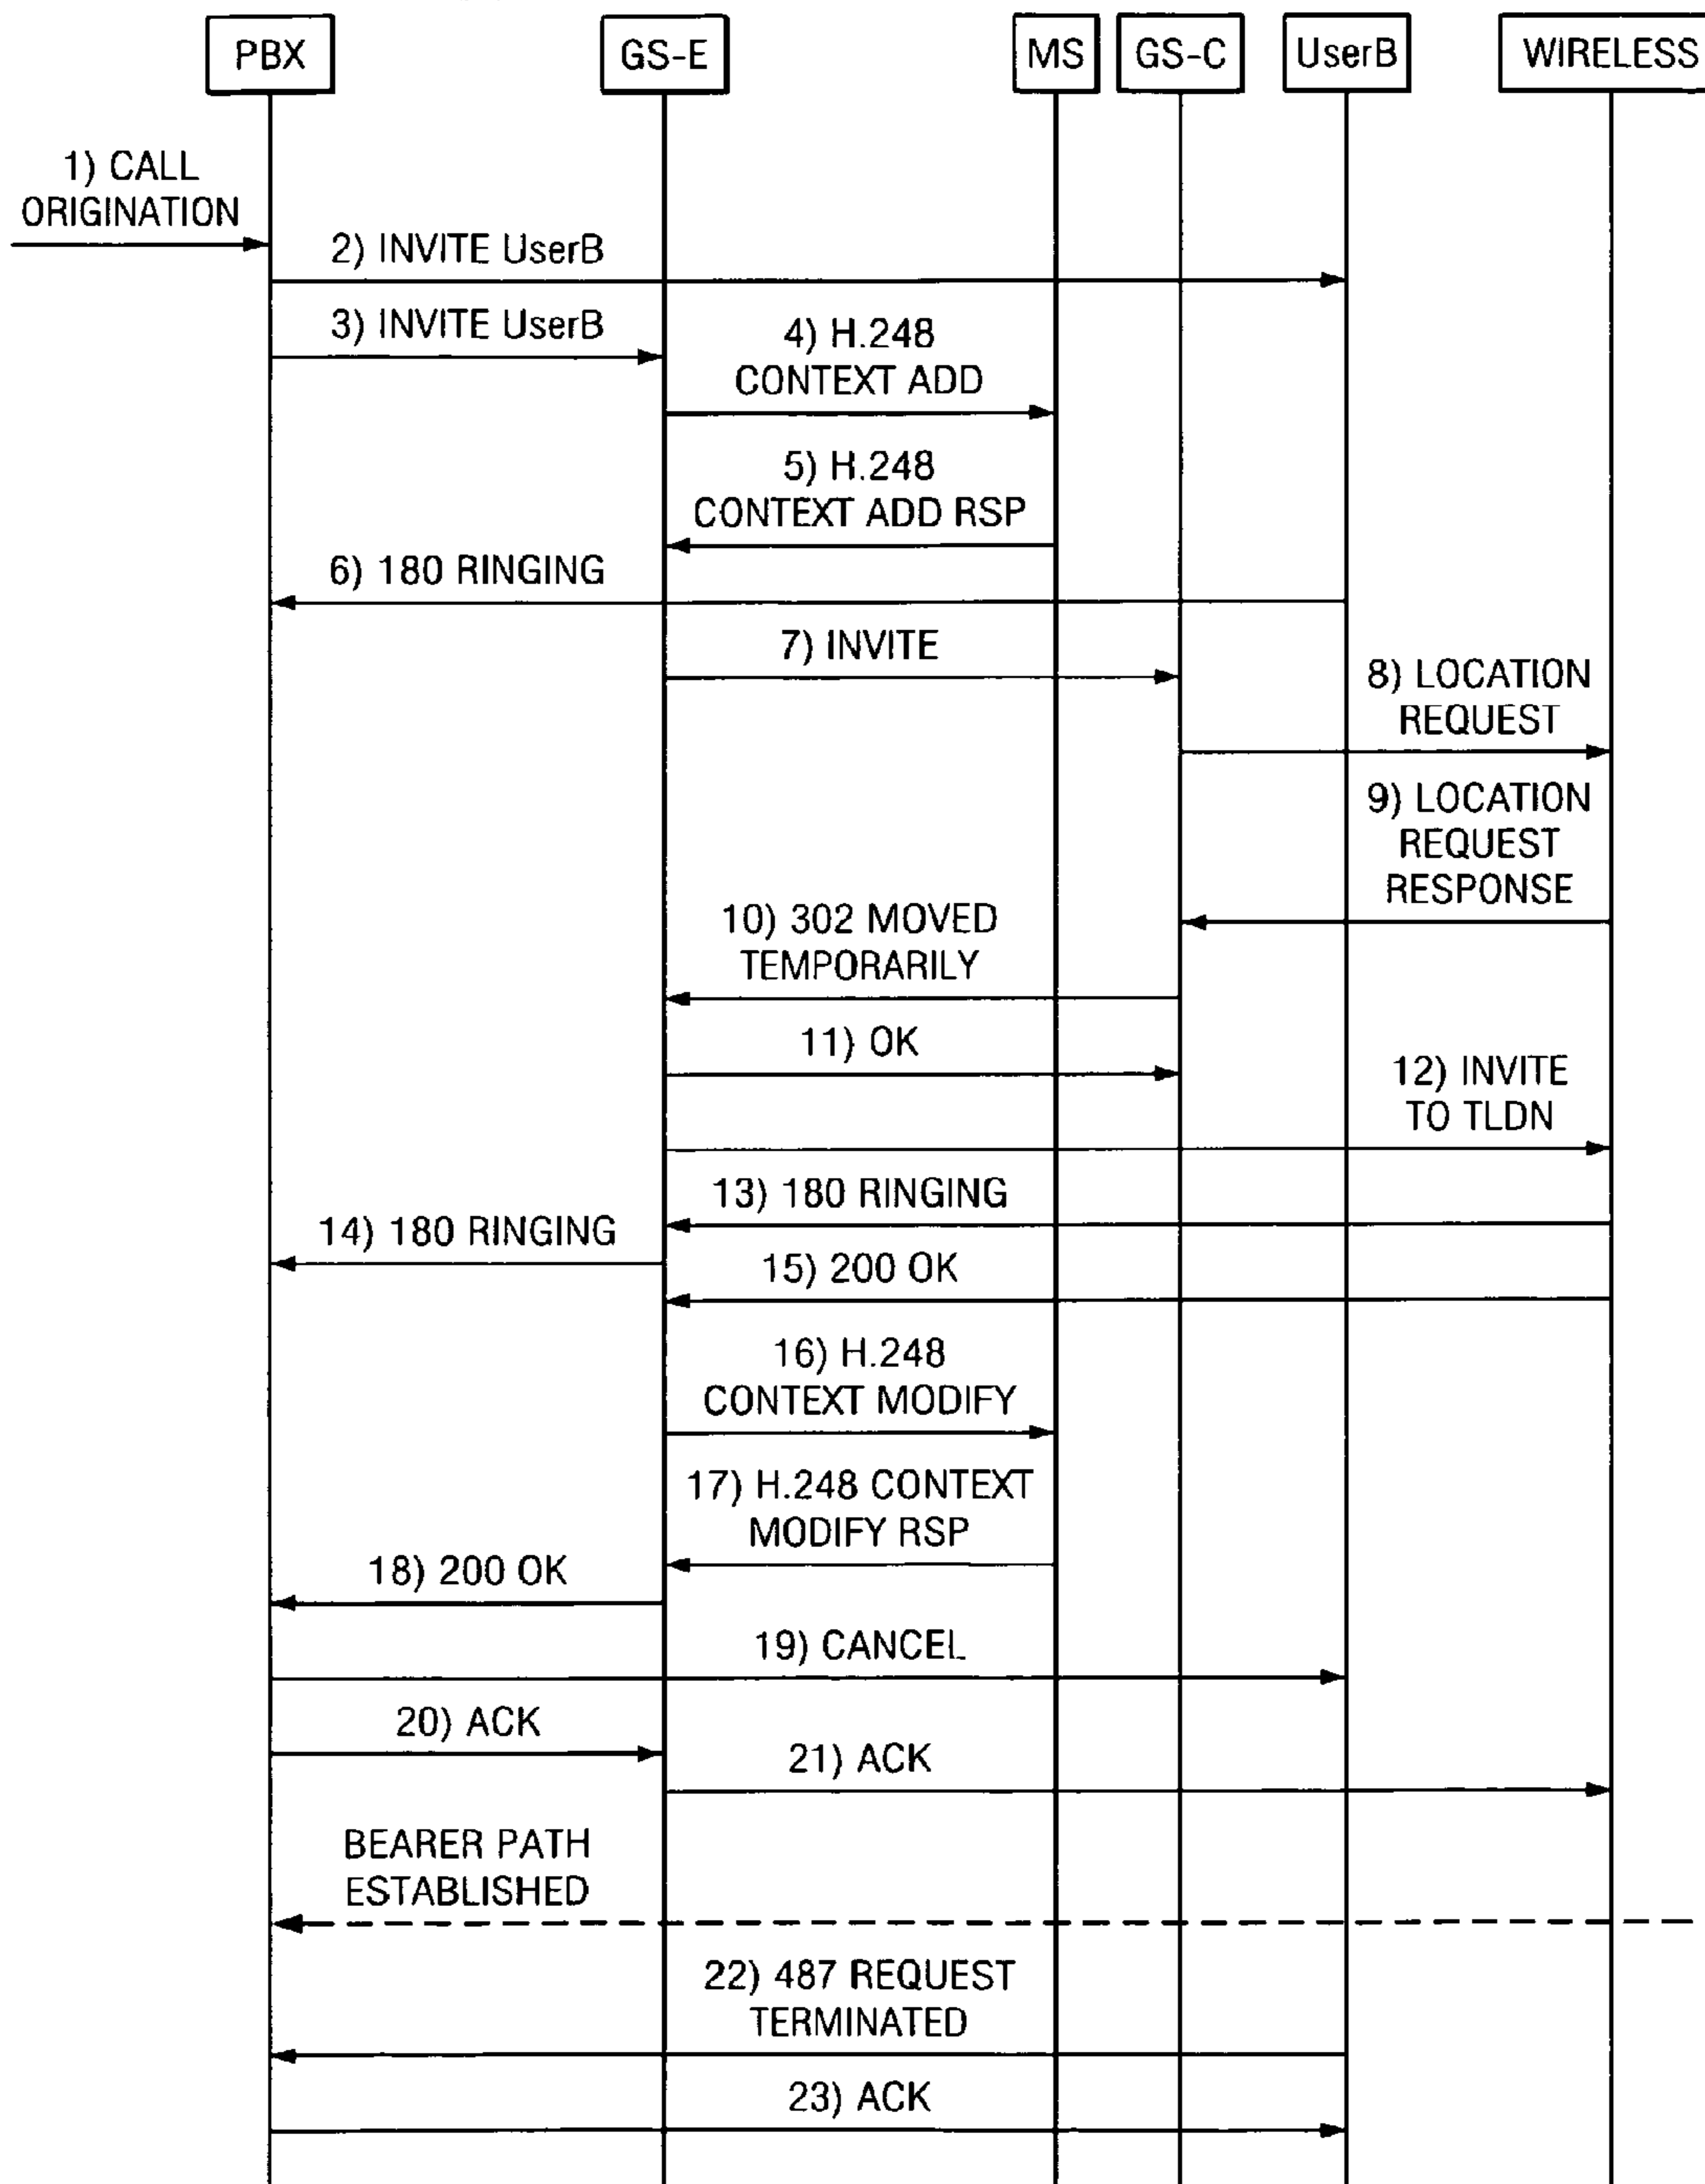 PBX
GS-E
MS
GS-C
UserB
WIRELESS
1) CALL
ORIGINATION
2) INVITE UserB
3) INVITE UserB
4) H.248
CONTEXT ADD
5) H.248
CONTEXT ADD RSP
6) 180 RINGING
7) INVITE
8) LOCATION
REQUEST
9) LOCATION
REQUEST
RESPONSE
10) 302 MOVED
TEMPORARILY
11) OK
12) INVITE
TO TLDN
13) 180 RINGING
14) 180 RINGING
15) 200 OK
16) H.248
CONTEXT MODIFY
17) H.248 CONTEXT
MODIFY RSP
18) 200 OK
19) CANCEL
20) ACK
21) ACK
BEARER PATH
ESTABLISHED
22) 487 REQUEST
TERMINATED
23) ACK